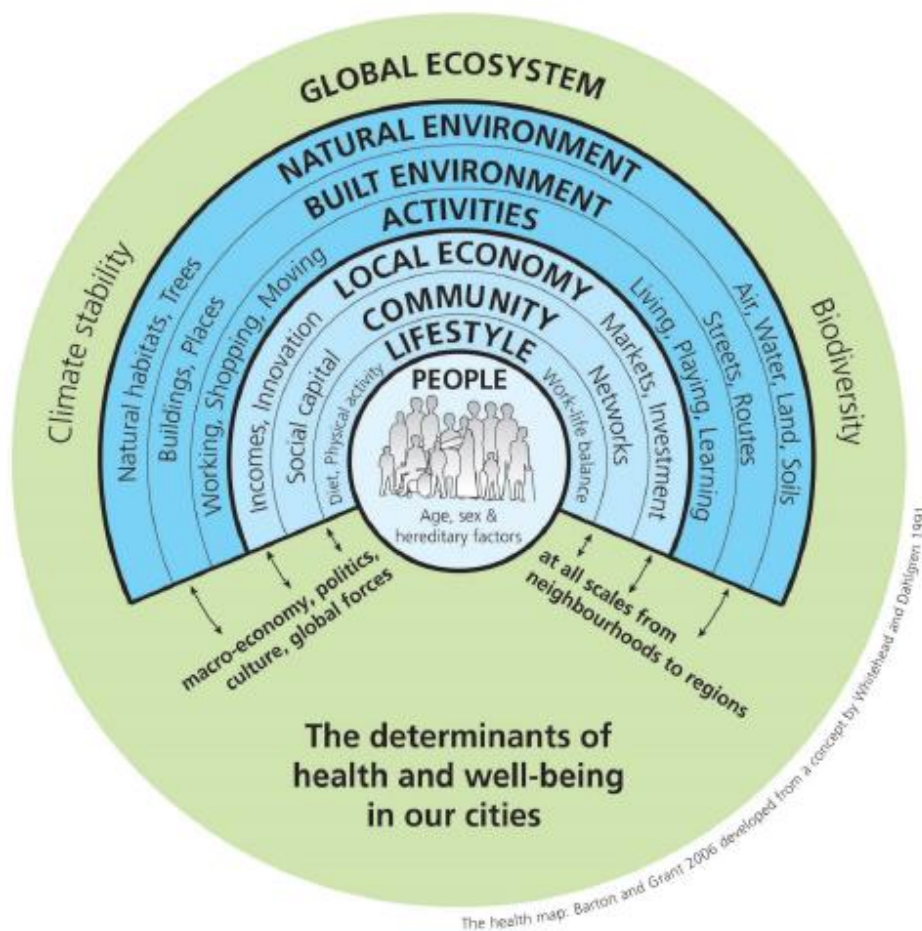 GLOBAL ECOSYSTEM
NATURAL ENVIRONMENT
BUILT ENVIRONMENT
ACTIVITIES
LOCAL ECONOMY
COMMUNITY
LIFESTYLE
PEOPLE
Age, sex &
hereditary factors
Climate stability
Natural habitats, Trees
Buildings, Places
Working, Shopping, Moving
Incomes, Innovation
Social capital
Diet, Physical activity
Work-life balance
Networks
Markets, Investment
Living, Playing, Learning
Streets, Routes
Air, Water, Land, Soils
Biodiversity
macro-economy, politics,
culture, global forces
at all scales from
neighbourhoods to regions
The determinants of
health and well-being
in our cities
The health map: Barton and Grant 2006 developed from a concept by Whitehead and Dahlgren 1991